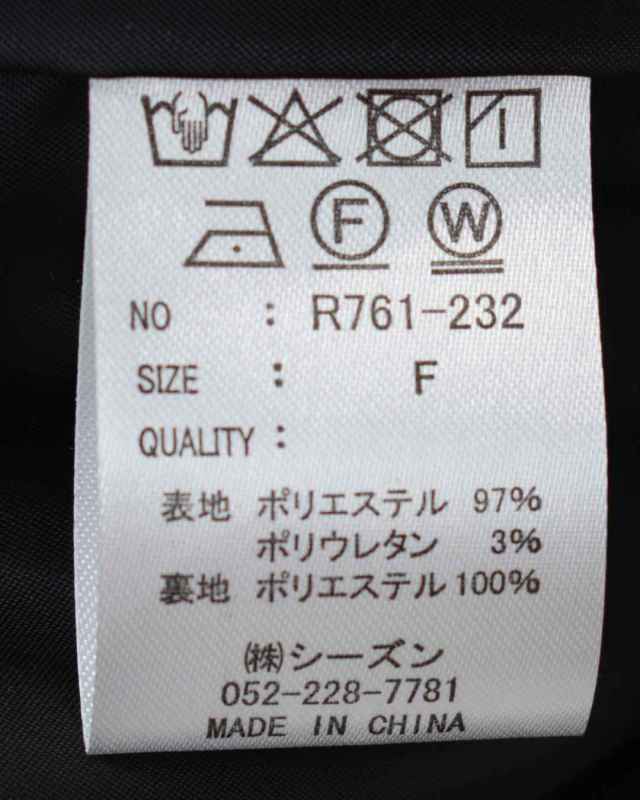 F W
NO : R761-232
SIZE : F
QUALITY :
表地 ポリエステル 97%
ポリウレタン 3%
裏地 ポリエステル 100%
㈱シーズン
052-228-7781
MADE IN CHINA